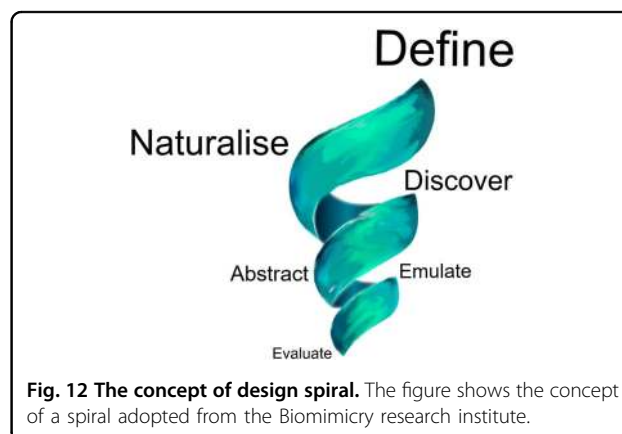 Define
Naturalise
Discover
Abstract
Emulate
Evaluate
Fig. 12 The concept of design spiral. The figure shows the concept
of a spiral adopted from the Biomimicry research institute.